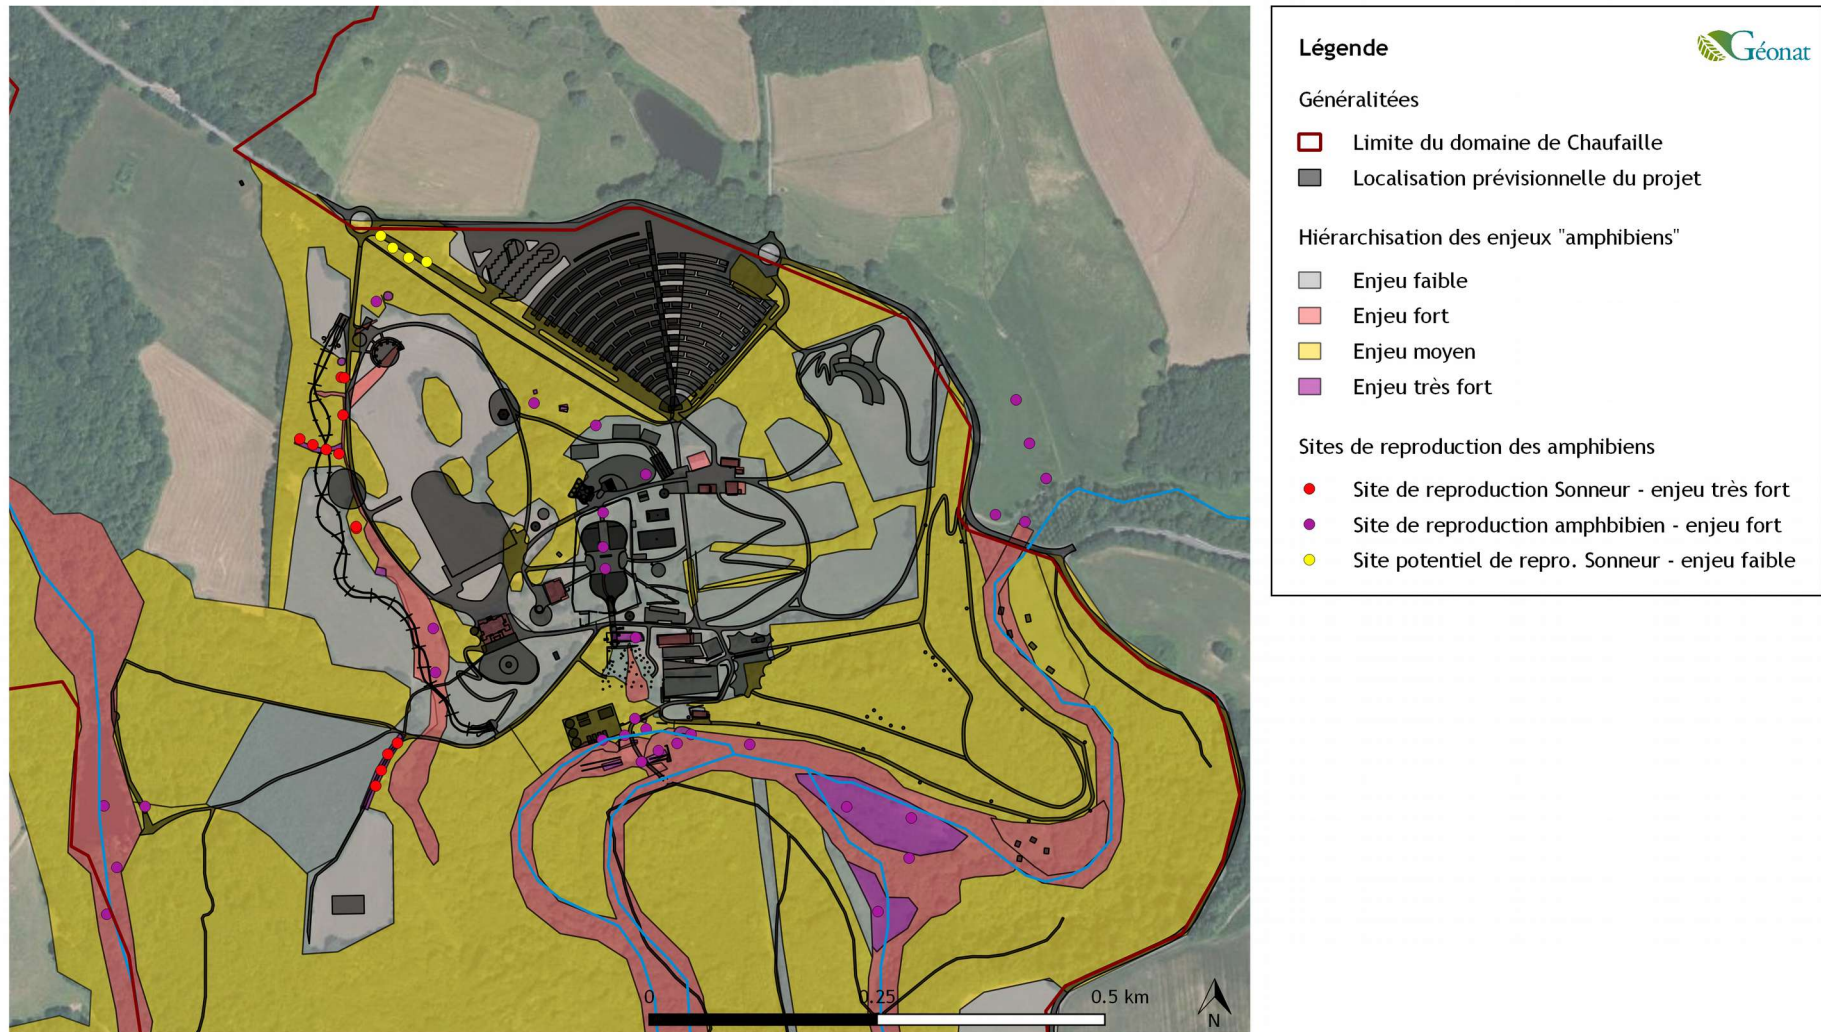 Légende
Géonat
Généralitées
Limite du domaine de Chaufaille
Localisation prévisionnelle du projet
Hiérarchisation des enjeux "amphibiens"
Enjeu faible
Enjeu fort
Enjeu moyen
Enjeu très fort
Sites de reproduction des amphibiens
Site de reproduction Sonneur - enjeu très fort
Site de reproduction amphbibien - enjeu fort
Site potentiel de repro. Sonneur - enjeu faible
0 0.25 0.5 km
N